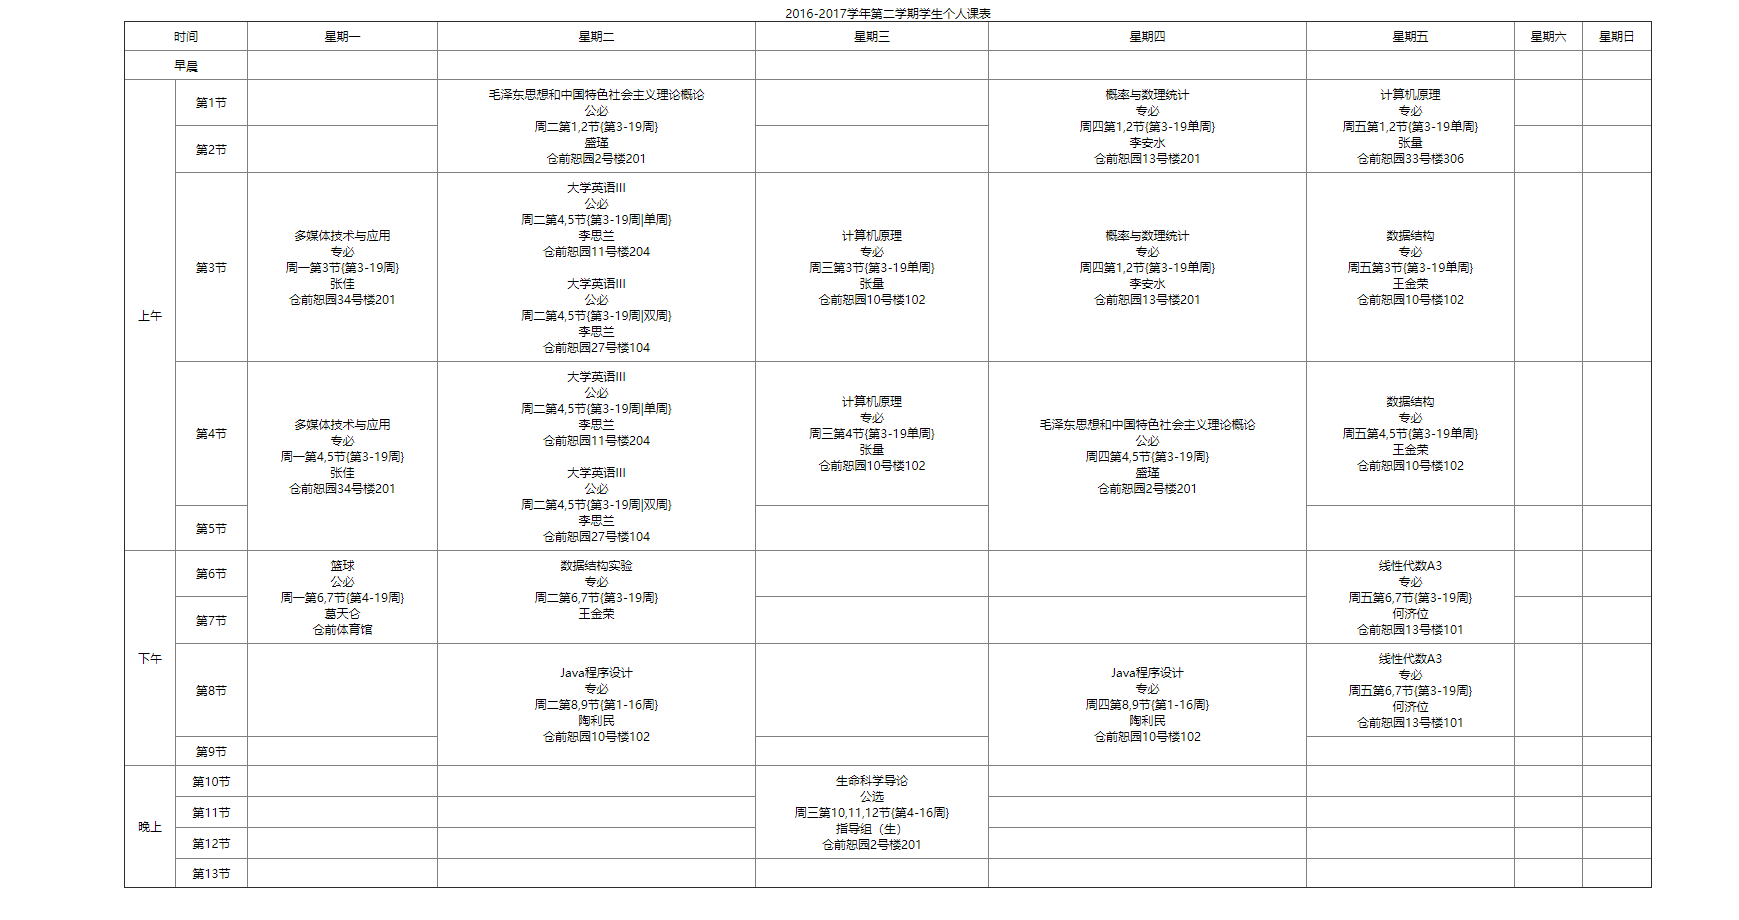 2016-2017学年第二学期学生个人课表
时间 星期一 星期二 星期三 星期四 星期五 星期六 星期日
早晨
上午
第1节
毛泽东思想和中国特色社会主义理论概论
公必
周二第1,2节{第3-19周}
盛瑾
仓前恕园2号楼201
概率与数理统计
专必
周四第1,2节{第3-19单周}
李安水
仓前恕园13号楼201
计算机原理
专必
周五第1,2节{第3-19单周}
张量
仓前恕园33号楼306
第2节
第3节
多媒体技术与应用
专必
周一第3节{第3-19周}
张佳
仓前恕园34号楼201
大学英语III
公必
周二第4,5节{第3-19周|单周}
李思兰
仓前恕园11号楼204
大学英语III
公必
周二第4,5节{第3-19周|双周}
李思兰
仓前恕园27号楼104
计算机原理
专必
周三第3节{第3-19单周}
张量
仓前恕园10号楼102
概率与数理统计
专必
周四第1,2节{第3-19单周}
李安水
仓前恕园13号楼201
数据结构
专必
周五第3节{第3-19单周}
王金荣
仓前恕园10号楼102
第4节
多媒体技术与应用
专必
周一第4,5节{第3-19周}
张佳
仓前恕园34号楼201
大学英语III
公必
周二第4,5节{第3-19周|单周}
李思兰
仓前恕园11号楼204
大学英语III
公必
周二第4,5节{第3-19周|双周}
李思兰
仓前恕园27号楼104
计算机原理
专必
周三第4节{第3-19单周}
张量
仓前恕园10号楼102
毛泽东思想和中国特色社会主义理论概论
公必
周四第4,5节{第3-19周}
盛瑾
仓前恕园2号楼201
数据结构
专必
周五第4,5节{第3-19单周}
王金荣
仓前恕园10号楼102
第5节
下午
第6节
篮球
公必
周一第6,7节{第4-19周}
墓天仑
仓前体育馆
数据结构实验
专必
周二第6,7节{第3-19周}
王金荣
线性代数A3
专必
周五第6,7节{第3-19周}
何济位
仓前恕园13号楼101
第7节
第8节
Java程序设计
专必
周二第8,9节{第1-16周}
陶利民
仓前恕园10号楼102
Java程序设计
专必
周四第8,9节{第1-16周}
陶利民
仓前恕园10号楼102
线性代数A3
专必
周五第6,7节{第3-19周}
何济位
仓前恕园13号楼101
第9节
晚上
第10节
生命科学导论
公选
周三第10,11,12节{第4-16周}
指导组（生）
仓前恕园2号楼201
第11节
第12节
第13节